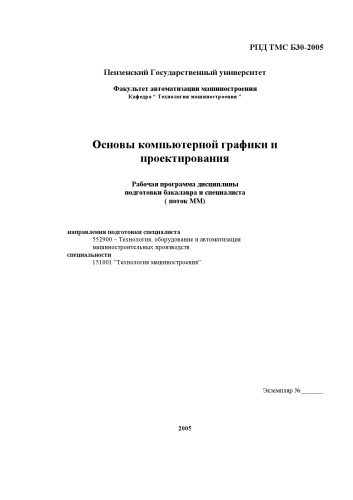 РПД ТМС Б30-2005
Пензенский Государственный университет
Факультет автоматизации машиностроения
Кафедра " Технология машиностроения "
Основы компьютерной графики и
проектирования
Рабочая программа дисциплины
подготовки бакалавра и специалиста
( поток ММ)
направления подготовки специалиста
552900 – Технология, оборудование и автоматизация
машиностроительных производств
специальности
151001 "Технология машиностроения"
Экземпляр №_______
2005